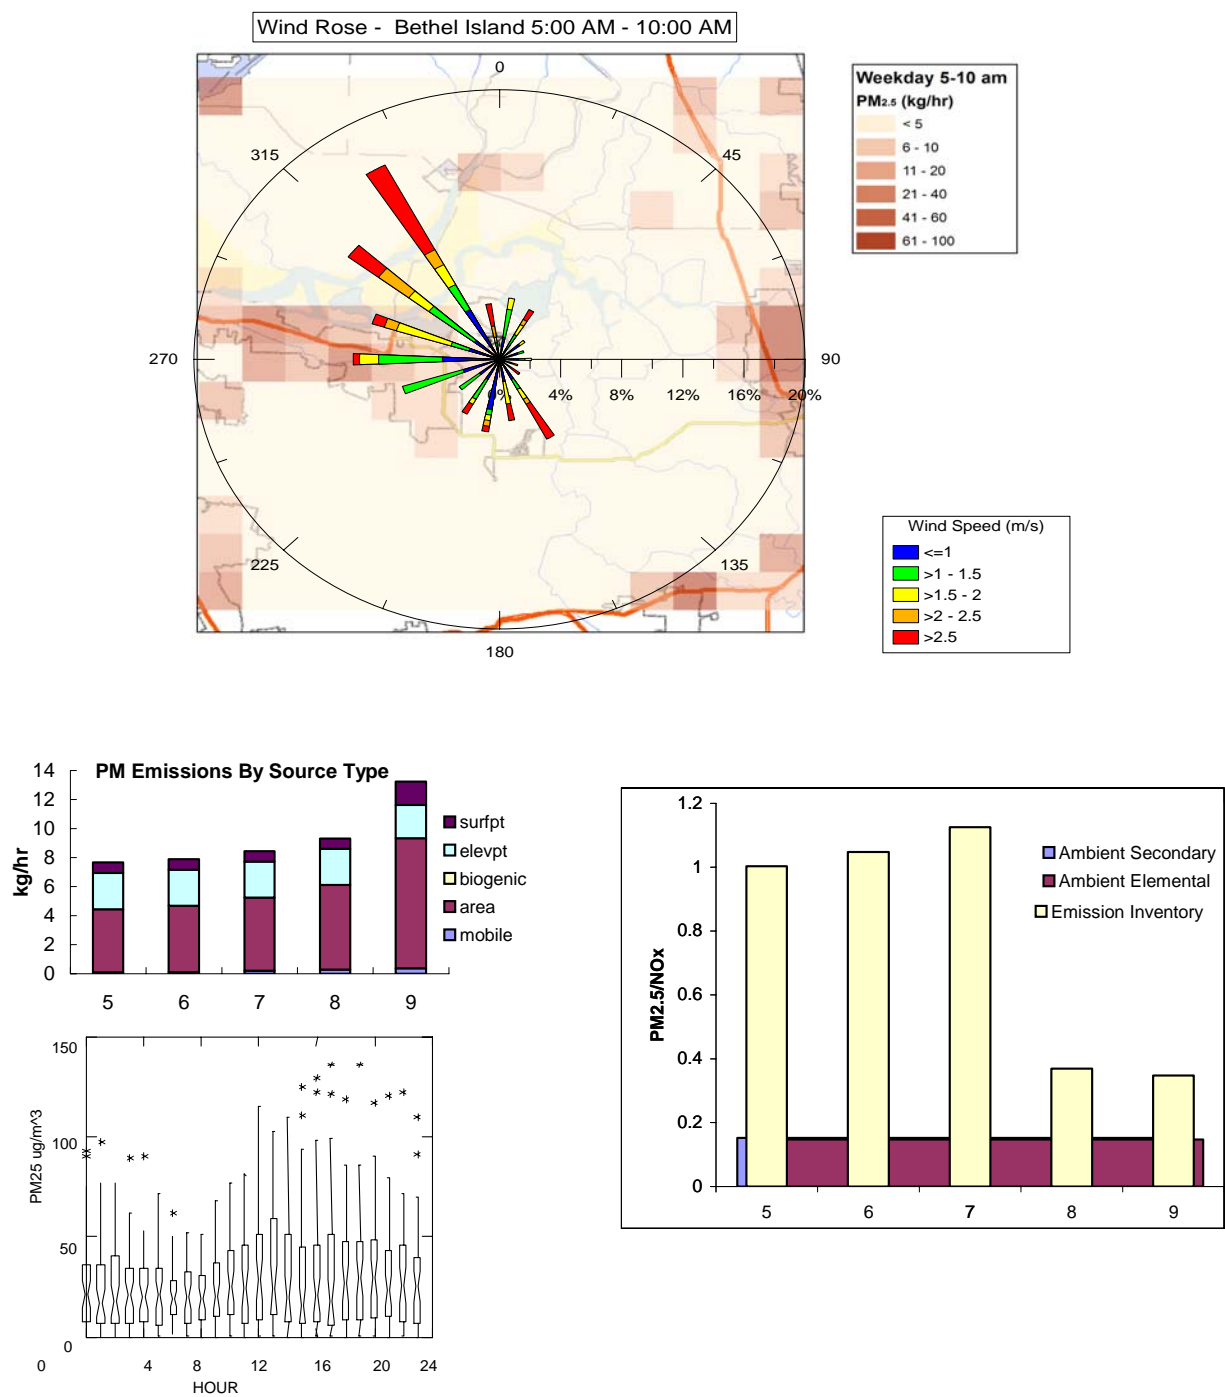 Wind Rose -  Bethel Island 5:00 AM - 10:00 AM
0
45
90
135
180
225
270
315
0% 4% 8% 12% 16% 20%
Weekday 5-10 am
PM2.5 (kg/hr)
< 5
6 - 10
11 - 20
21 - 40
41 - 60
61 - 100
Wind Speed (m/s)
<=1
>1 - 1.5
>1.5 - 2
>2 - 2.5
>2.5
PM Emissions By Source Type
kg/hr
14
12
10
8
6
4
2
0
5 6 7 8 9
surfpt
elevpt
biogenic
area
mobile
PM2.5/NOx
1.2
1
0.8
0.6
0.4
0.2
0
5 6 7 8 9
Ambient Secondary
Ambient Elemental
Emission Inventory
PM25 ug/m^3
150
100
50
0
0 4 8 12 16 20 24
HOUR